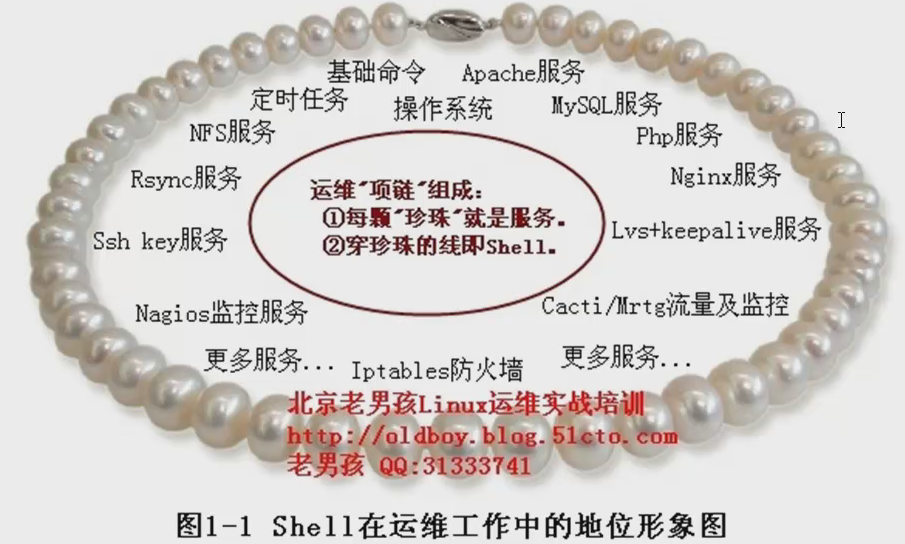 基础命令 Apache服务
定时任务 操作系统 MySQL服务
NFS服务 Php服务
Rsync服务 Nginx服务
运维"项链"组成：
①每颗"珍珠"就是服务。
②穿珍珠的线即Shell。
Ssh key服务 Lvs+keepalive服务
Nagios监控服务 Cacti/Mrtg流量及监控
更多服务... Iptables防火墙 更多服务...
北京老男孩Linux运维实战培训
http://oldboy.blog.51cto.com
老男孩 QQ:31333741
图1-1 Shell在运维工作中的地位形象图